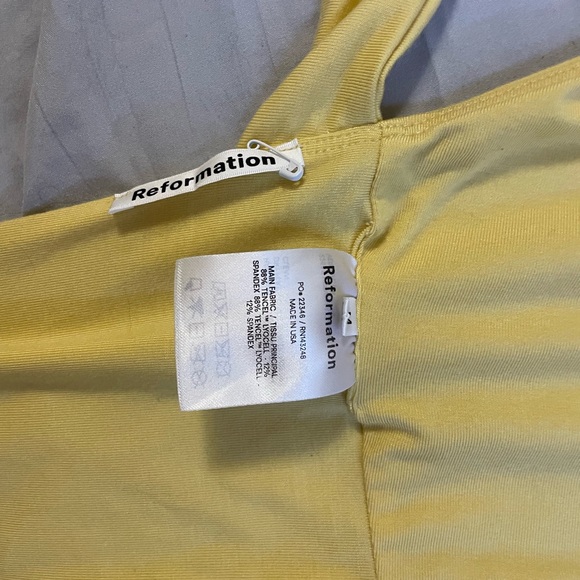 Reformation
Reformation
PO# 22346 / RN143248
MADE IN USA
MAIN FABRIC / TISSU PRINCIPAL
88% TENCEL™ LYOCELL - 12%
SPANDEX 88% TENCEL™ LYOCELL -
12% SPANDEX